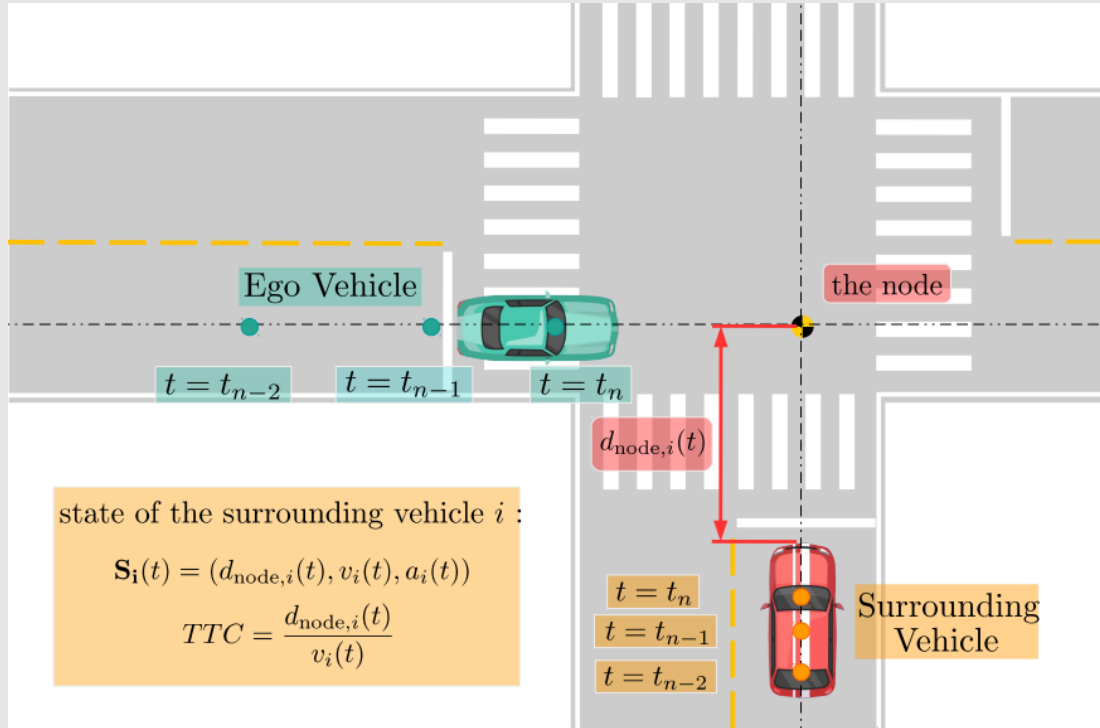 the node
Ego Vehicle
t = t_{n-2}
t = t_{n-1}
t = t_n
d_{node,i}(t)
state of the surrounding vehicle i :
S_i(t) = (d_{node,i}(t), v_i(t), a_i(t))
TTC = \frac{d_{node,i}(t)}{v_i(t)}
t = t_n
t = t_{n-1}
t = t_{n-2}
Surrounding
Vehicle